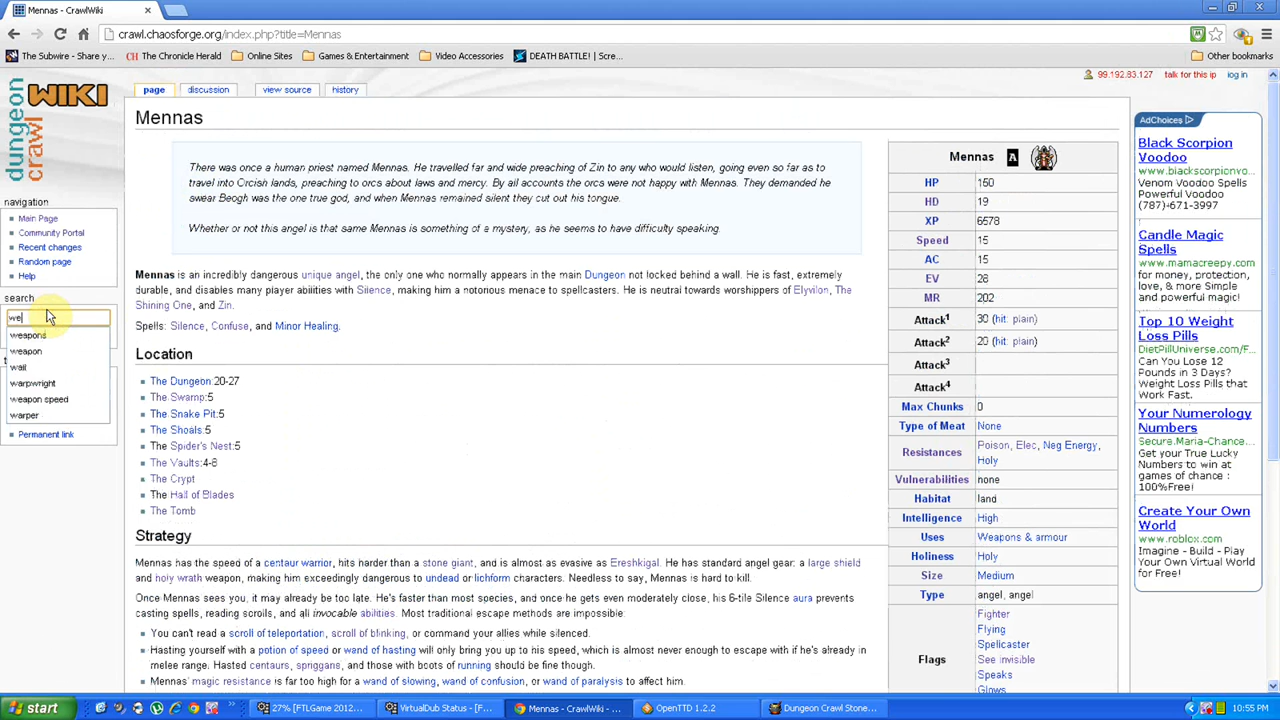 Mennas - CrawlWiki
crawl.chaosforge.org/index.php?title=Mennas
The Subwire - Share y... CH The Chronicle Herald Online Sites Games & Entertainment Video Accessories DEATH BATTLE! | Scre... Other bookmarks
99.192.83.127 talk for this ip log in
dungeon crawl WIKI
page discussion view source history
Mennas
There was once a human priest named Mennas. He travelled far and wide preaching of Zin to any who would listen, going even so far as to
travel into Orcish lands, preaching to orcs about laws and mercy. By all accounts the orcs were not happy with Mennas. They demanded he
swear Beogh was the one true god, and when Mennas remained silent they cut out his tongue.
Whether or not this angel is that same Mennas is something of a mystery, as he seems to have difficulty speaking.
Mennas is an incredibly dangerous unique angel, the only one who normally appears in the main Dungeon not locked behind a wall. He is fast, extremely
durable, and disables many player abilities with Silence, making him a notorious menace to spellcasters. He is neutral towards worshippers of Elyvilon, The
Shining One, and Zin.
Spells: Silence, Confuse, and Minor Healing.
Location
The Dungeon:20-27
The Swamp:5
The Snake Pit:5
The Shoals:5
The Spider's Nest:5
The Vaults:4-8
The Crypt
The Hall of Blades
The Tomb
Strategy
Mennas has the speed of a centaur warrior, hits harder than a stone giant, and is almost as evasive as Ereshkigal. He has standard angel gear: a large shield
and holy wrath weapon, making him exceedingly dangerous to undead or lichform characters. Needless to say, Mennas is hard to kill.
Once Mennas sees you, it may already be too late. He's faster than most species, and once he gets even moderately close, his 6-tile Silence aura prevents
casting spells, reading scrolls, and all invocable abilities. Most traditional escape methods are impossible:
You can't read a scroll of teleportation, scroll of blinking, or command your allies while silenced.
Hasting yourself with a potion of speed or wand of hasting will only bring you up to his speed, which is almost never enough to escape with if he's already in
melee range. Hasted centaurs, spriggans, and those with boots of running should be fine though.
Mennas' magic resistance is far too high for a wand of slowing, wand of confusion, or wand of paralysis to affect him.
navigation
Main Page
Community Portal
Recent changes
Random page
Help
search
we
weapons
weapon
wail
warpwright
weapon speed
warper
Permanent link
Mennas A
HP 150
HD 19
XP 6578
Speed 15
AC 15
EV 28
MR 202
Attack1 30 (hit: plain)
Attack2 20 (hit: plain)
Attack3
Attack4
Max Chunks 0
Type of Meat None
Resistances Poison, Elec, Neg Energy,
Holy
Vulnerabilities none
Habitat land
Intelligence High
Uses Weapons & armour
Holiness Holy
Size Medium
Type angel, angel
Flags Fighter
Flying
Spellcaster
See invisible
Speaks
Glows
AdChoices
Black Scorpion
Voodoo
www.blackscorpionvo...
Venom Voodoo Spells
Powerful Voodoo
(787)-671-3997
Candle Magic
Spells
www.mamacreepy.com
for money, protection,
love, & more Simple
and powerful magic!
Top 10 Weight
Loss Pills
DietPillUniverse.com/F...
Can You Lose 12
Pounds in 3 Days?
Weight Loss Pills that
Work Fast.
Your Numerology
Numbers
Secure.Maria-Chance...
Get your True Lucky
Numbers to win at
games of chance :
100%Free!
Create Your Own
World
www.roblox.com
Imagine - Build - Play
Your Own Virtual World
for Free!
start 27% [FTLGame 2012... VirtualDub Status - [F... Mennas - CrawlWiki - ... OpenTTD 1.2.2 Dungeon Crawl Stone... 10:55 PM